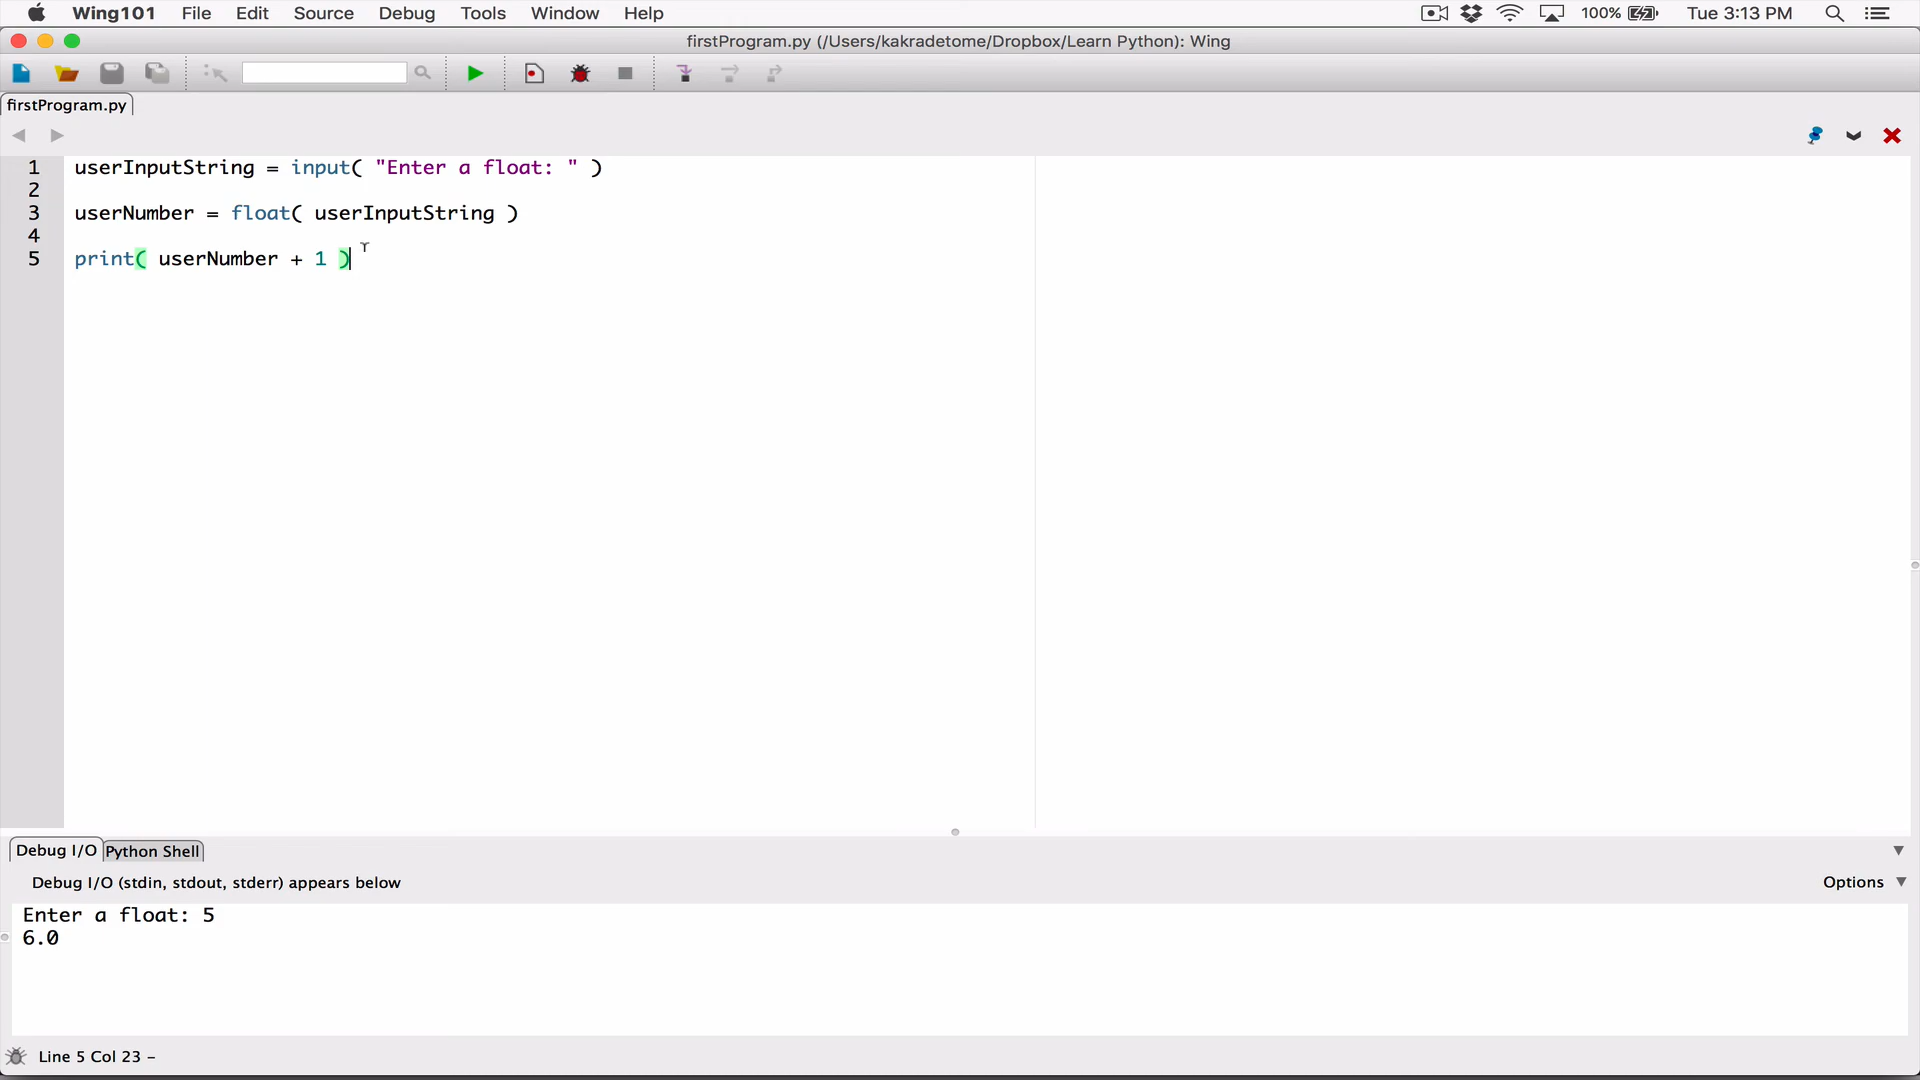 Wing101 File Edit Source Debug Tools Window Help 100% Tue 3:13 PM
firstProgram.py (/Users/kakradetome/Dropbox/Learn Python): Wing
firstProgram.py
1 userInputString = input( "Enter a float: " )
2
3 userNumber = float( userInputString )
4
5 print( userNumber + 1 )
Debug I/O Python Shell
Debug I/O (stdin, stdout, stderr) appears below Options
Enter a float: 5
6.0
Line 5 Col 23 –